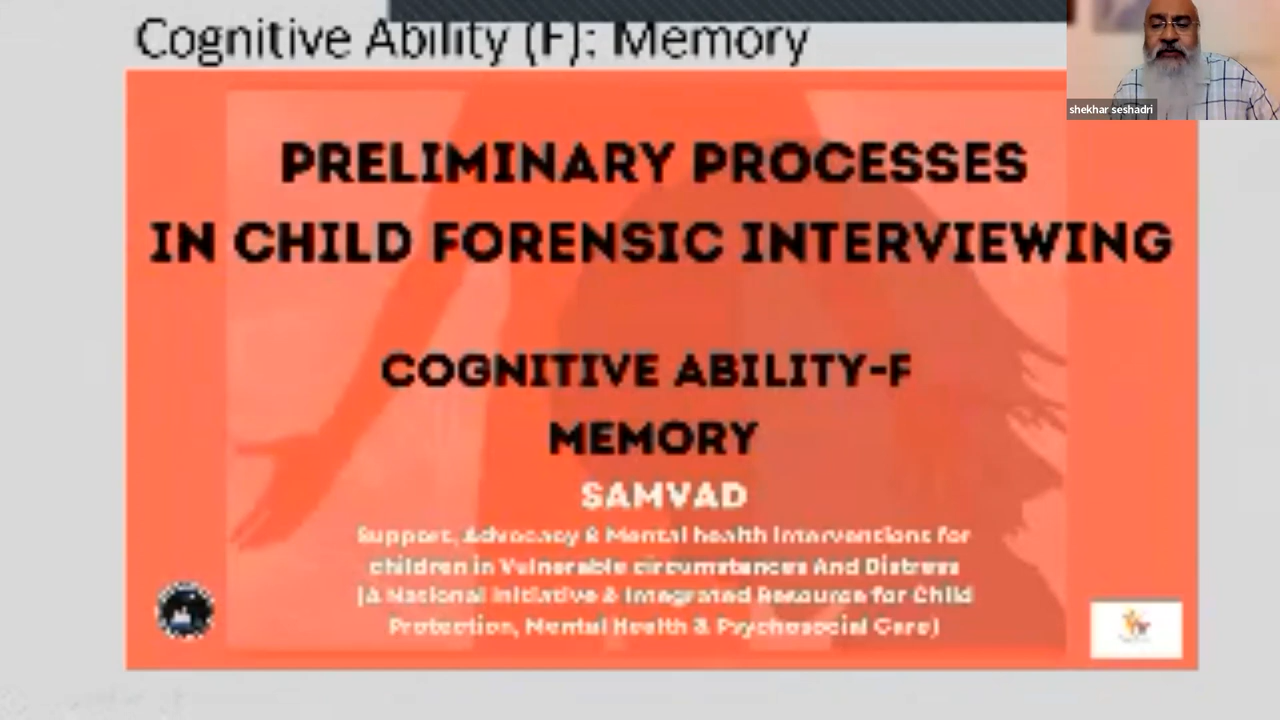 Cognitive Ability (F): Memory
shekhar seshadri
PRELIMINARY PROCESSES
IN CHILD FORENSIC INTERVIEWING
COGNITIVE ABILITY-F
MEMORY
SAMVAD
Support, Advocacy & Mental health interventions for
children in Vulnerable circumstances And Distress
(A National Initiative & Integrated Resource for Child
Protection, Mental Health & Psychosocial Care)